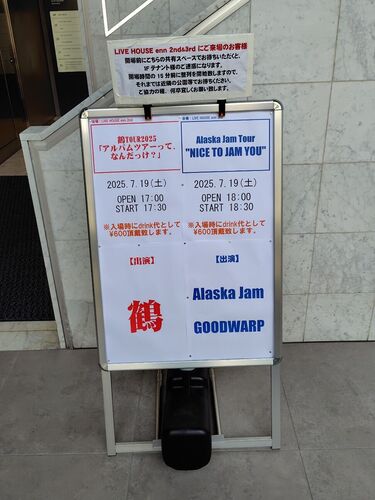 LIVE HOUSE enn 2nd&3rd にご来場のお客様
開場前にこちらの共有スペースでお待ちいただくと、
1F テナント様のご迷惑になります。
開場時間の 15 分前に整列を開始致しますので、
それまでは近隣の公園等でお待ちください。
ご協力の程、何卒宜しくお願い致します。
会場:LIVE HOUSE enn 2nd
鶴TOUR2025
「アルバムツアーって、
なんだっけ?」
2025.7.19(土)
OPEN 17:00
START 17:30
※入場時にdrink代として
¥600頂戴致します。
【出演】
鶴
Alaska Jam Tour
"NICE TO JAM YOU"
2025.7.19(土)
OPEN 18:00
START 18:30
※入場時にdrink代として
¥600頂戴致します。
【出演】
Alaska Jam
GOODWARP